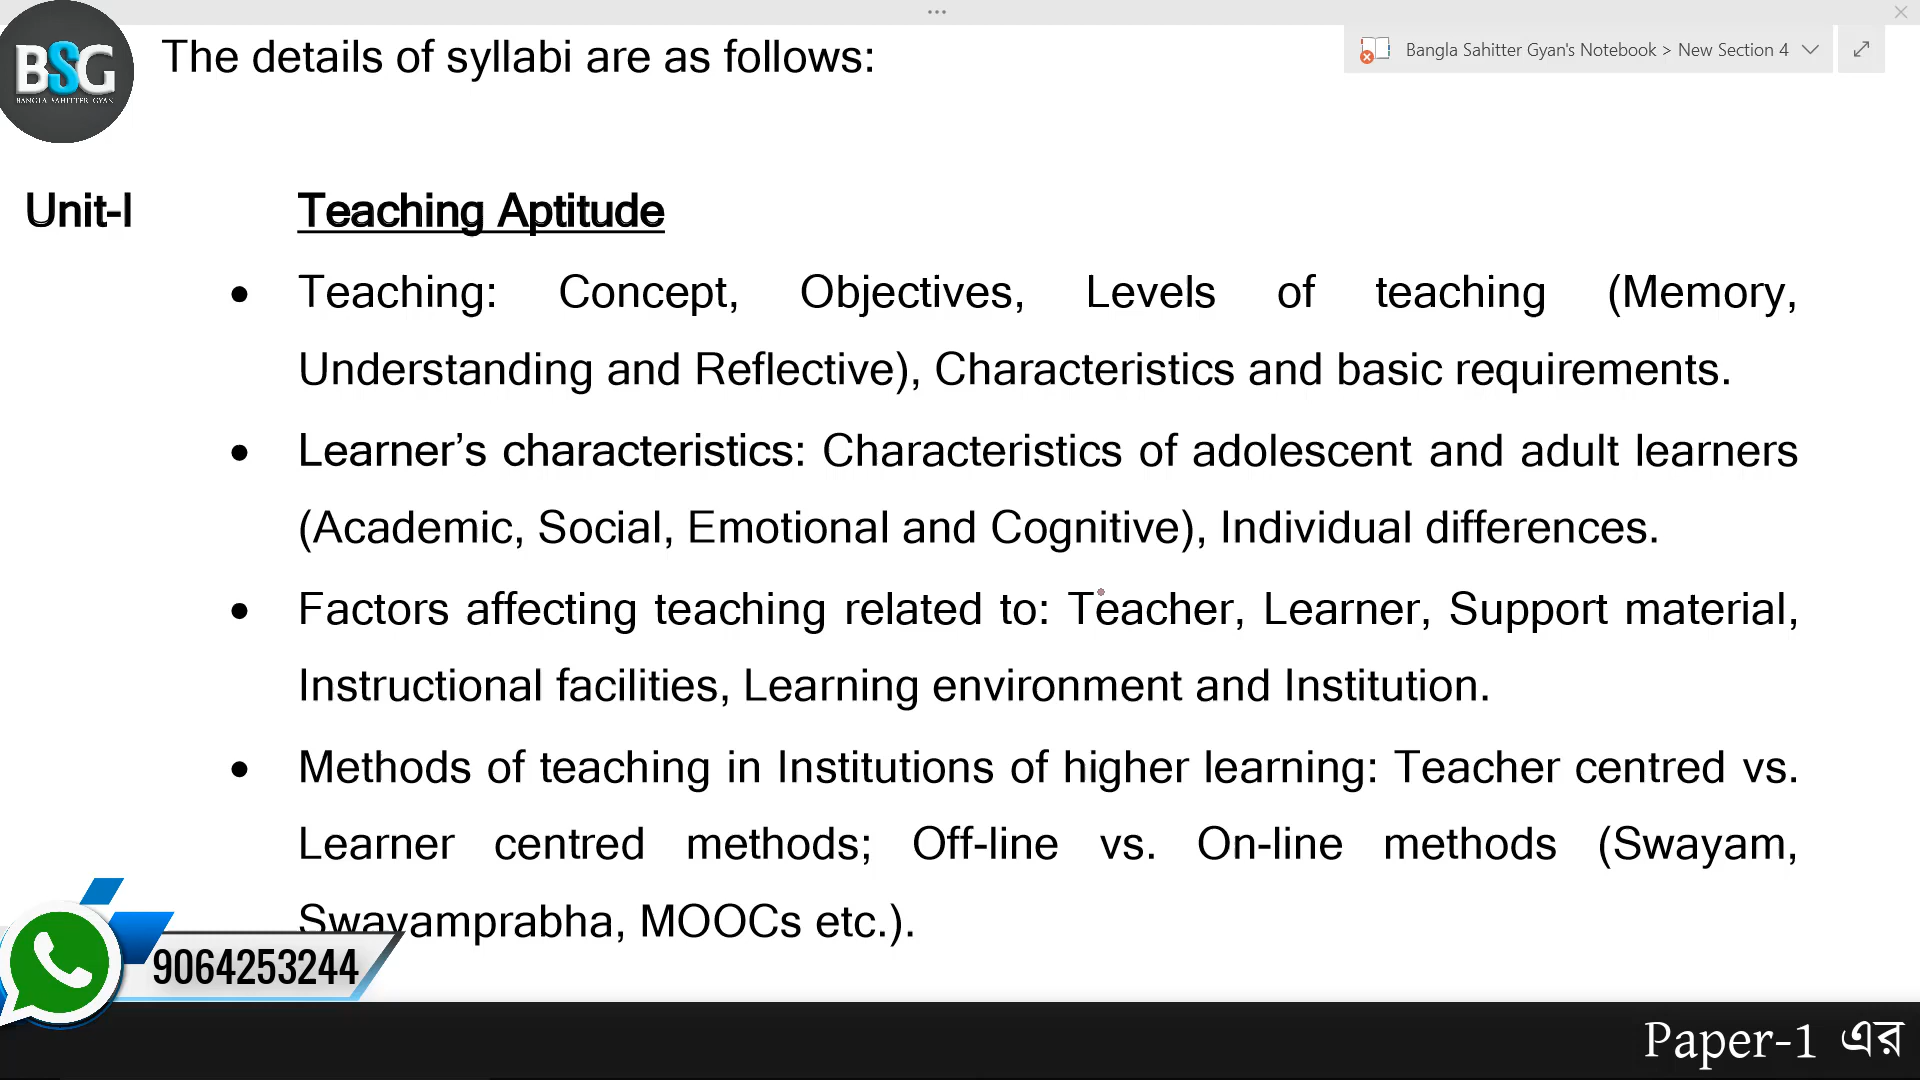 BSG
BANGLA SAHITTER GYAN
The details of syllabi are as follows:
Bangla Sahitter Gyan's Notebook > New Section 4
Unit-I Teaching Aptitude
• Teaching: Concept, Objectives, Levels of teaching (Memory,
Understanding and Reflective), Characteristics and basic requirements.
• Learner’s characteristics: Characteristics of adolescent and adult learners
(Academic, Social, Emotional and Cognitive), Individual differences.
• Factors affecting teaching related to: Teacher, Learner, Support material,
Instructional facilities, Learning environment and Institution.
• Methods of teaching in Institutions of higher learning: Teacher centred vs.
Learner centred methods; Off-line vs. On-line methods (Swayam,
Swayamprabha, MOOCs etc.).
9064253244
Paper-1 এর